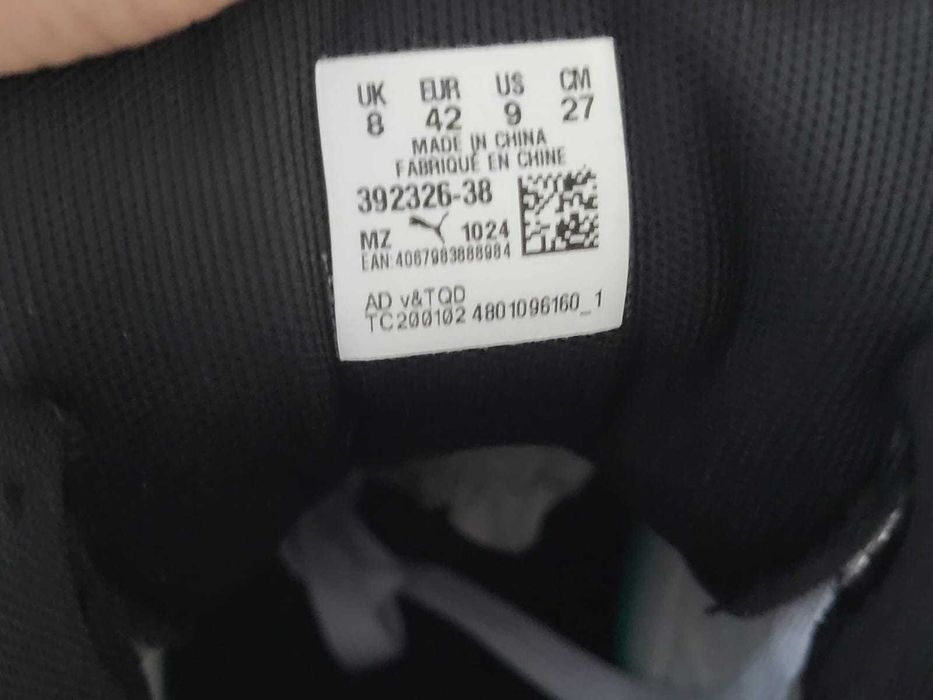 UK EUR US CM
8 42 9 27
MADE IN CHINA
FABRIQUÉ EN CHINE
392326-38
MZ 1024
EAN:4067983888984
AD v&TQD
TC200102 4801096160_1